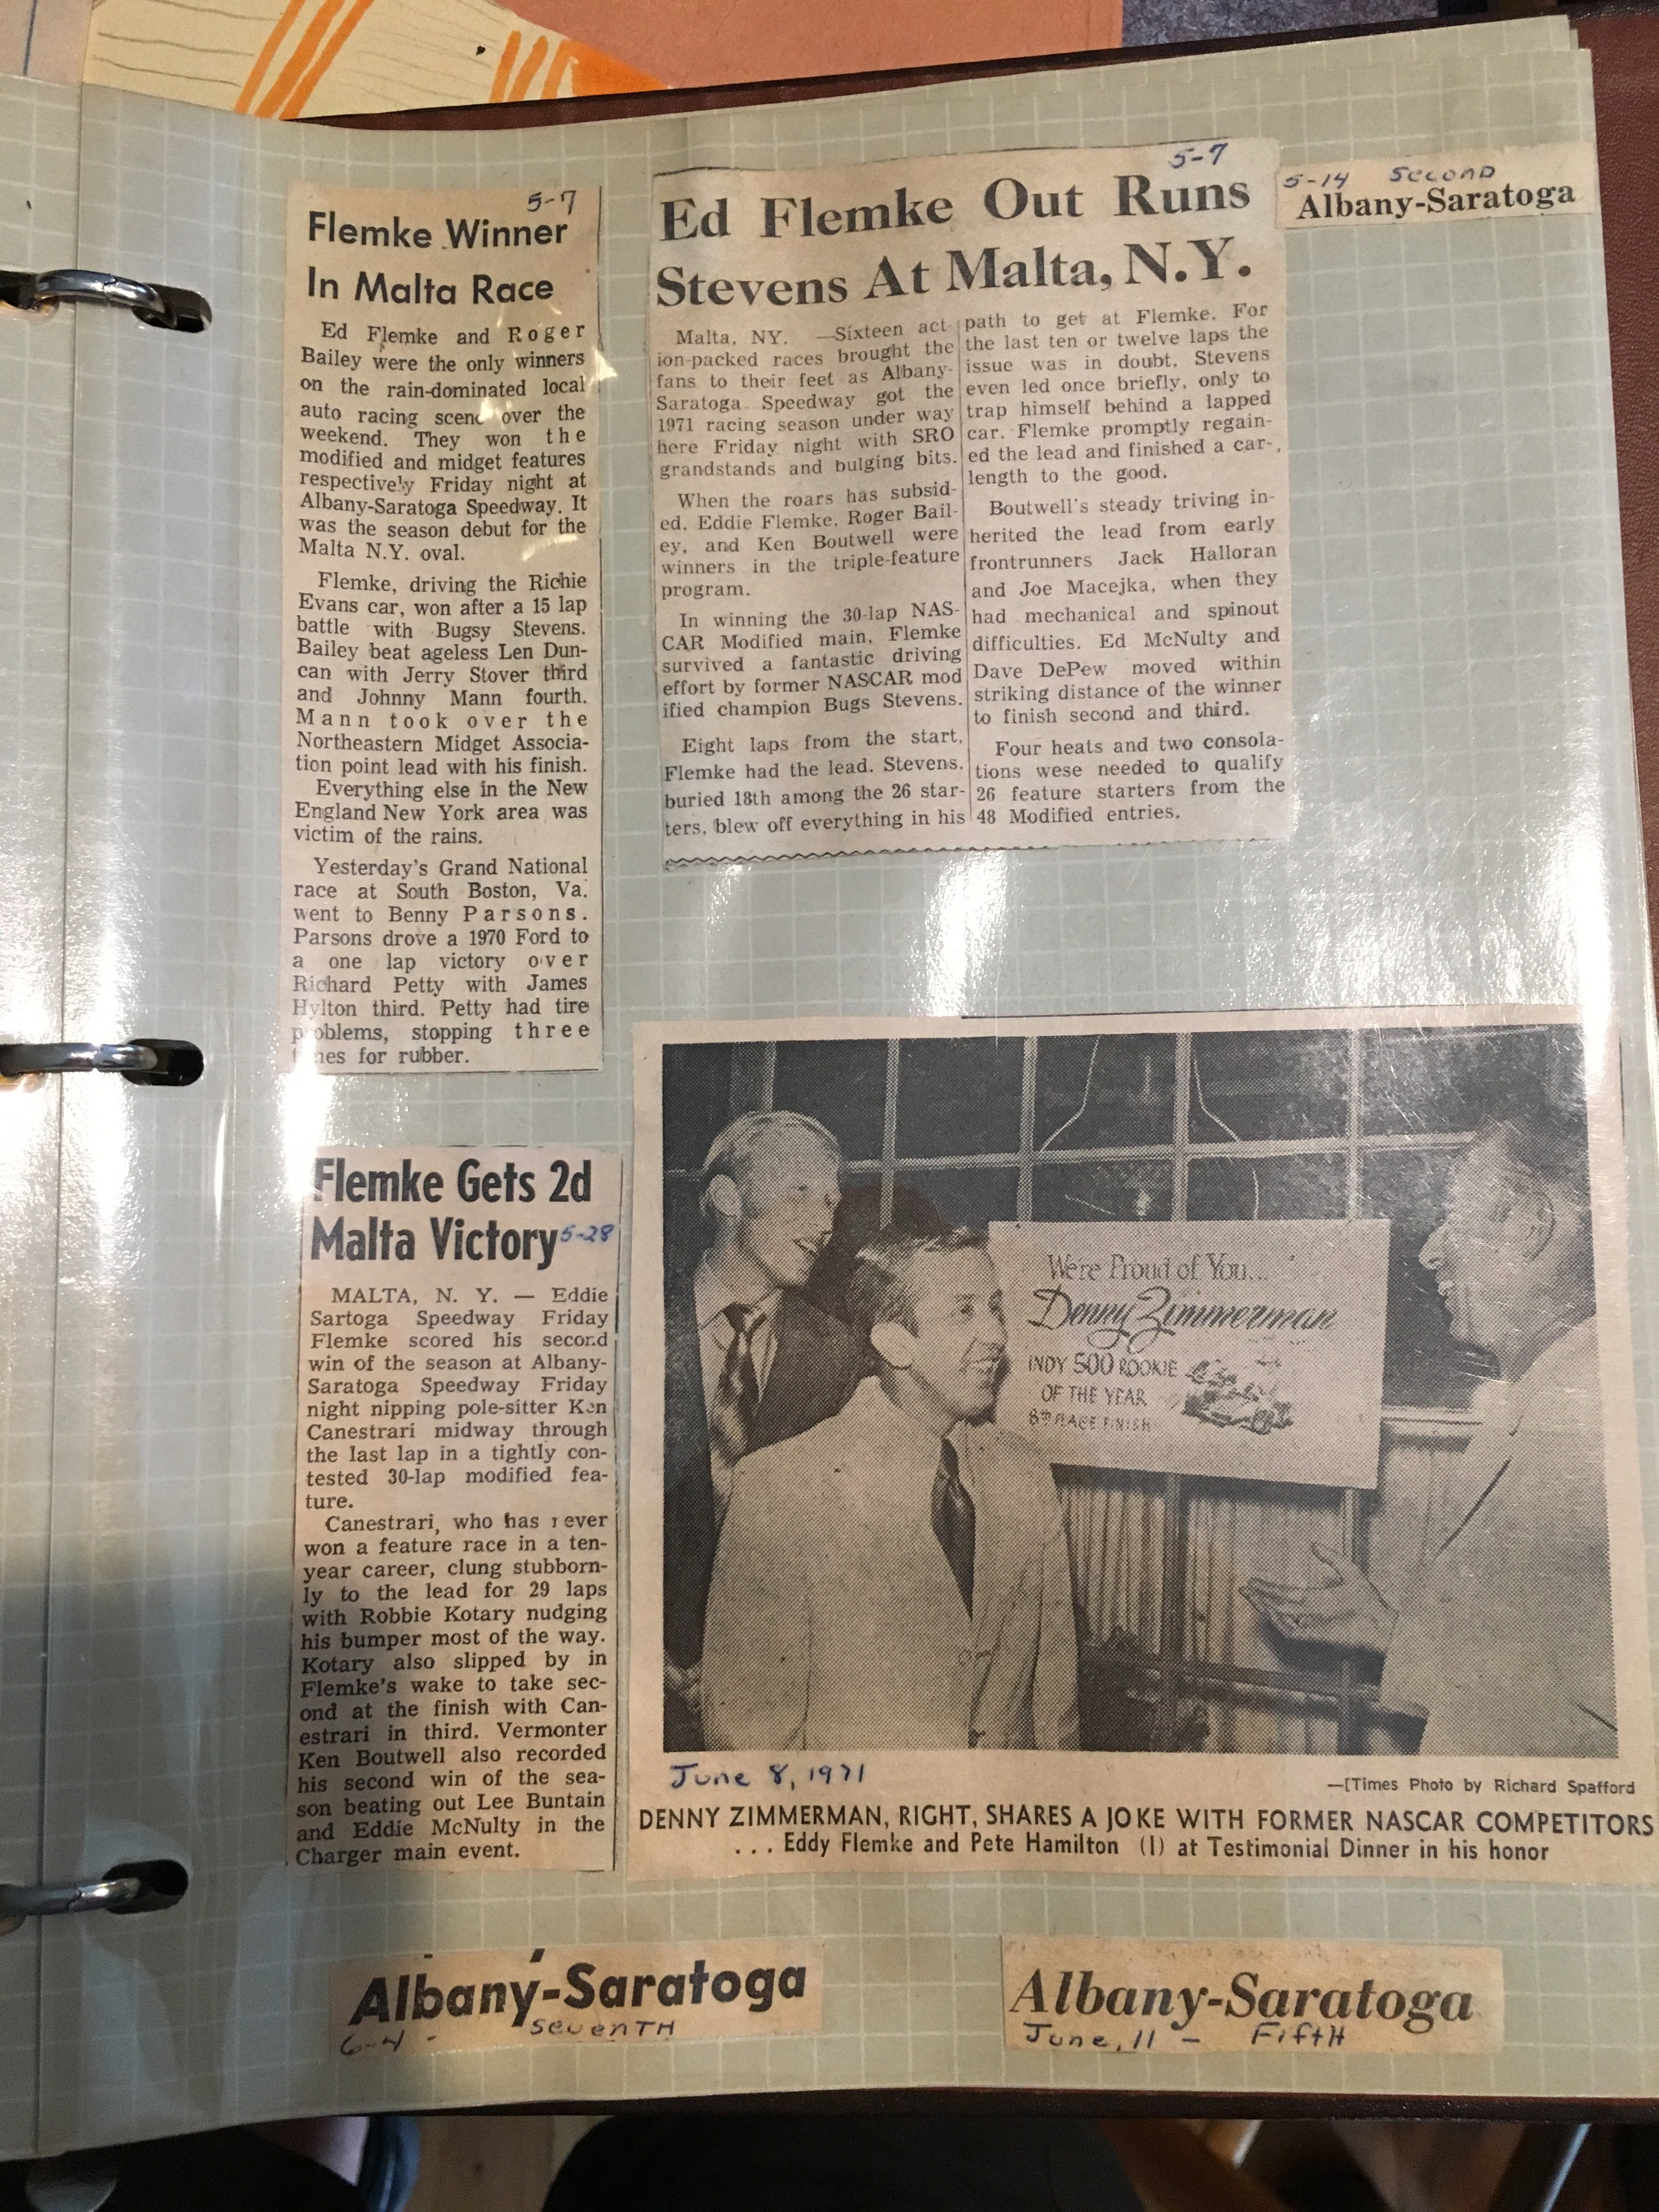 5-7
Flemke Winner
In Malta Race
Ed Flemke and Roger
Bailey were the only winners
on the rain-dominated local
auto racing scene over the
weekend. They won the
modified and midget features
respectively Friday night at
Albany-Saratoga Speedway. It
was the season debut for the
Malta N.Y. oval.
Flemke, driving the Richie
Evans car, won after a 15 lap
battle with Bugsy Stevens.
Bailey beat ageless Len Dun-
can with Jerry Stover third
and Johnny Mann fourth.
Mann took over the
Northeastern Midget Associa-
tion point lead with his finish.
Everything else in the New
England New York area was
victim of the rains.
Yesterday's Grand National
race at South Boston, Va.
went to Benny Parsons.
Parsons drove a 1970 Ford to
a one lap victory over
Richard Petty with James
Hylton third. Petty had tire
problems, stopping three
times for rubber.
5-7
Ed Flemke Out Runs
Stevens At Malta, N.Y.
Malta, NY. —Sixteen act-
ion-packed races brought the
fans to their feet as Albany-
Saratoga Speedway got the
1971 racing season under way
here Friday night with SRO
grandstands and bulging bits.
When the roars has subsid-
ed, Eddie Flemke, Roger Bail-
ey, and Ken Boutwell were
winners in the triple-feature
program.
In winning the 30-lap NAS-
CAR Modified main, Flemke
survived a fantastic driving
effort by former NASCAR mod
ified champion Bugs Stevens.
Eight laps from the start,
Flemke had the lead. Stevens,
buried 18th among the 26 star-
ters, blew off everything in his
path to get at Flemke. For
the last ten or twelve laps the
issue was in doubt. Stevens
even led once briefly, only to
trap himself behind a lapped
car. Flemke promptly regain-
ed the lead and finished a car-
length to the good.
Boutwell's steady triving in-
herited the lead from early
frontrunners Jack Halloran
and Joe Macejka, when they
had mechanical and spinout
difficulties. Ed McNulty and
Dave DePew moved within
striking distance of the winner
to finish second and third.
Four heats and two consola-
tions wese needed to qualify
26 feature starters from the
48 Modified entries.
5-14 SECOND
Albany-Saratoga
Flemke Gets 2d
Malta Victory 5-28
MALTA, N. Y. — Eddie
Sartoga Speedway Friday
Flemke scored his second
win of the season at Albany-
Saratoga Speedway Friday
night nipping pole-sitter Ken
Canestrari midway through
the last lap in a tightly con-
tested 30-lap modified fea-
ture.
Canestrari, who has never
won a feature race in a ten-
year career, clung stubborn-
ly to the lead for 29 laps
with Robbie Kotary nudging
his bumper most of the way.
Kotary also slipped by in
Flemke's wake to take sec-
ond at the finish with Can-
estrari in third. Vermonter
Ken Boutwell also recorded
his second win of the sea-
son beating out Lee Buntain
and Eddie McNulty in the
Charger main event.
We're Proud of You...
Denny Zimmerman
INDY 500 ROOKIE
OF THE YEAR
8TH PLACE FINISH
June 8, 1971
—[Times Photo by Richard Spafford
DENNY ZIMMERMAN, RIGHT, SHARES A JOKE WITH FORMER NASCAR COMPETITORS
. . . Eddy Flemke and Pete Hamilton (l) at Testimonial Dinner in his honor
Albany-Saratoga
6-4 - SEVENTH
Albany-Saratoga
June, 11 - FIFTH